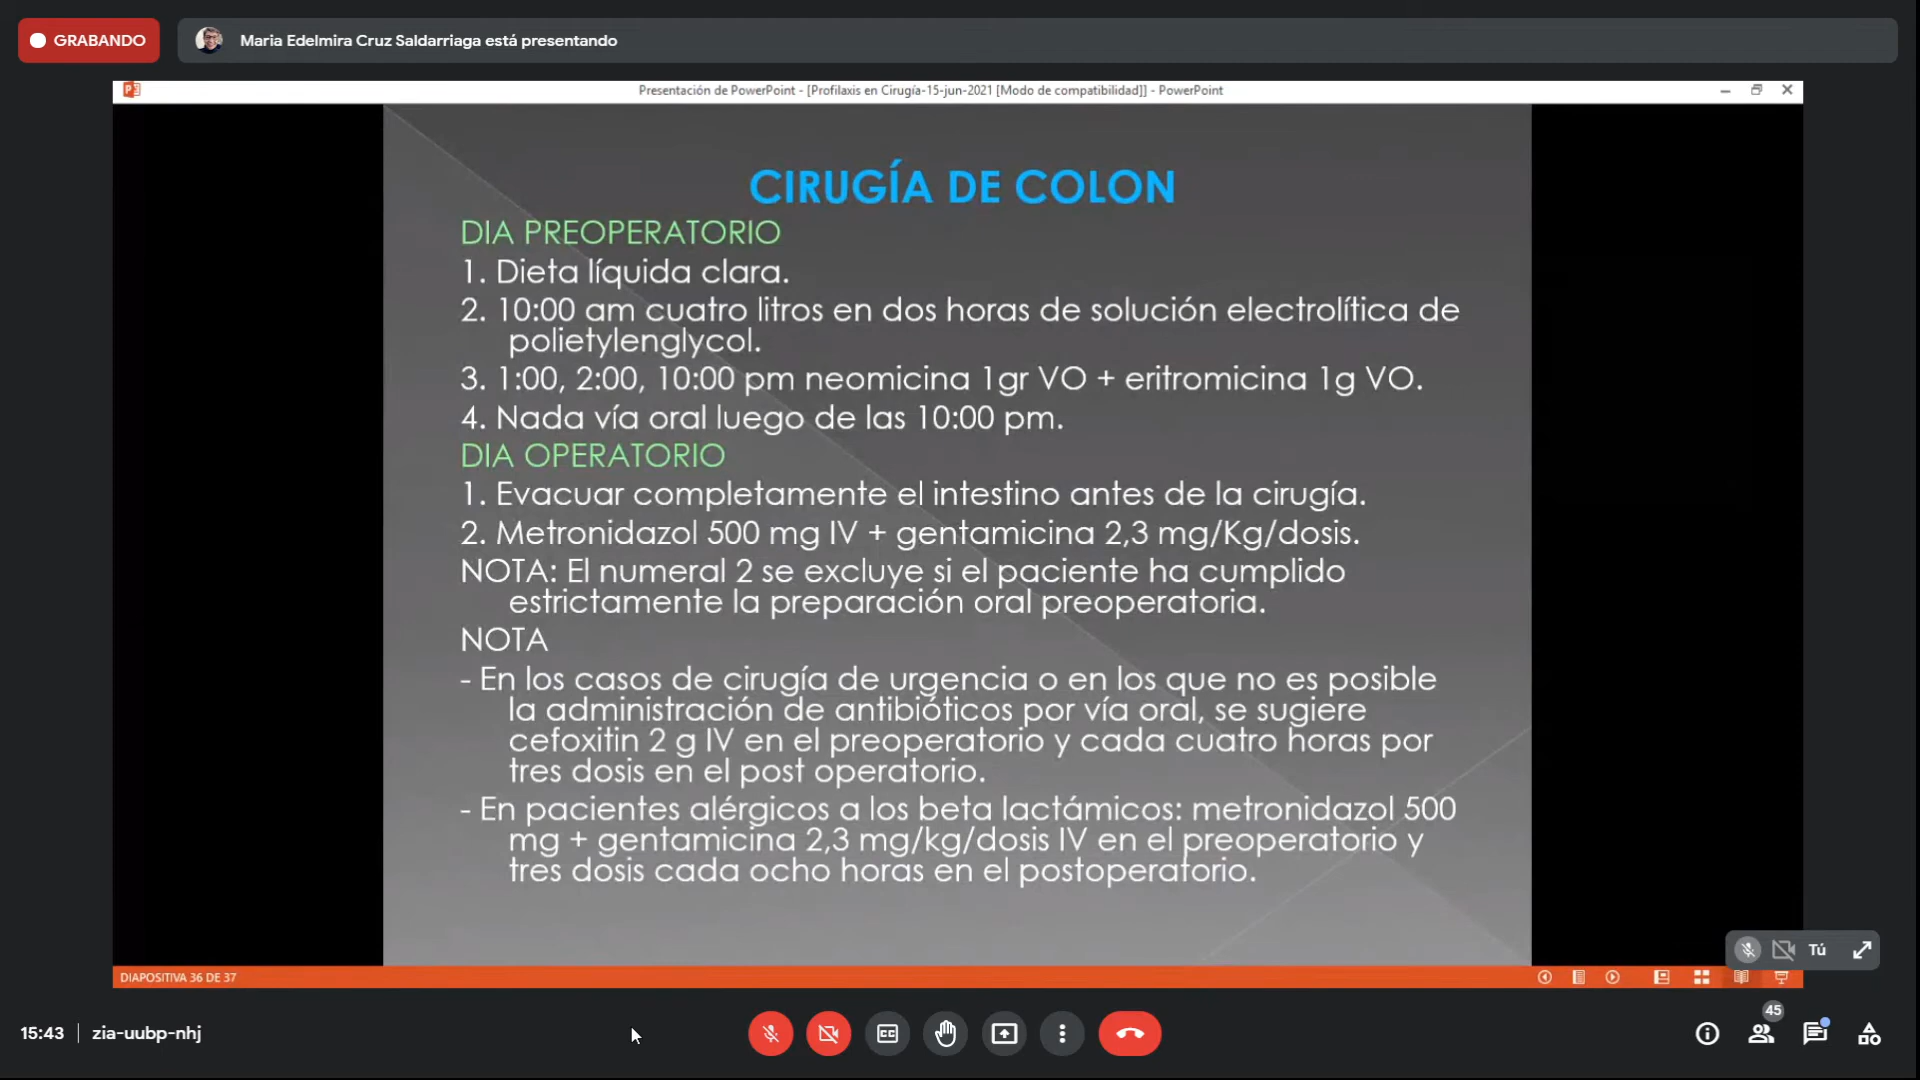 GRABANDO
Maria Edelmira Cruz Saldarriaga está presentando
Presentación de PowerPoint - [Profilaxis en Cirugía-15-jun-2021 [Modo de compatibilidad]] - PowerPoint
CIRUGÍA DE COLON
DIA PREOPERATORIO
1. Dieta líquida clara.
2. 10:00 am cuatro litros en dos horas de solución electrolítica de
polietylenglycol.
3. 1:00, 2:00, 10:00 pm neomicina 1gr VO + eritromicina 1g VO.
4. Nada vía oral luego de las 10:00 pm.
DIA OPERATORIO
1. Evacuar completamente el intestino antes de la cirugía.
2. Metronidazol 500 mg IV + gentamicina 2,3 mg/Kg/dosis.
NOTA: El numeral 2 se excluye si el paciente ha cumplido
estrictamente la preparación oral preoperatoria.
NOTA
- En los casos de cirugía de urgencia o en los que no es posible
la administración de antibióticos por vía oral, se sugiere
cefoxitin 2 g IV en el preoperatorio y cada cuatro horas por
tres dosis en el post operatorio.
- En pacientes alérgicos a los beta lactámicos: metronidazol 500
mg + gentamicina 2,3 mg/kg/dosis IV en el preoperatorio y
tres dosis cada ocho horas en el postoperatorio.
Tú
DIAPOSITIVA 36 DE 37
45
15:43 | zia-uubp-nhj